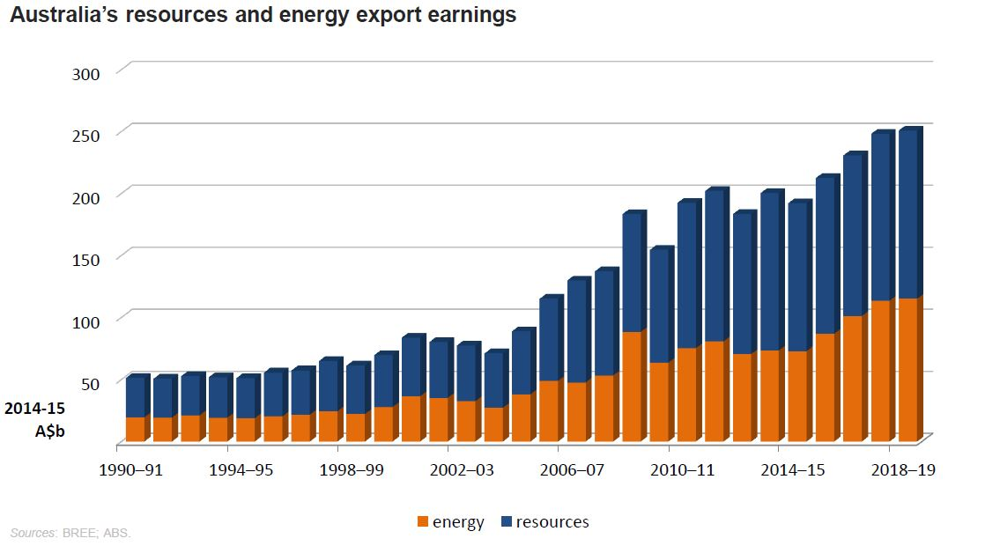 Australia’s resources and energy export earnings
300
250
200
150
100
50
2014-15
A$b
1990–91 1994–95 1998–99 2002–03 2006–07 2010–11 2014–15 2018–19
energy resources
Sources: BREE; ABS.